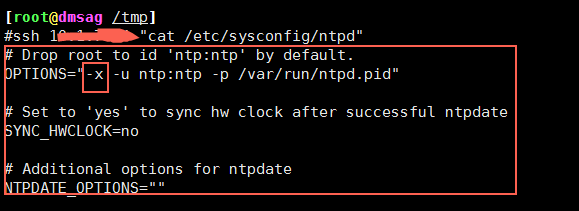 [root@dmsag /tmp]
#ssh "cat /etc/sysconfig/ntpd"
# Drop root to id 'ntp:ntp' by default.
OPTIONS="-x -u ntp:ntp -p /var/run/ntpd.pid"
# Set to 'yes' to sync hw clock after successful ntpdate
SYNC_HWCLOCK=no
# Additional options for ntpdate
NTPDATE_OPTIONS=""